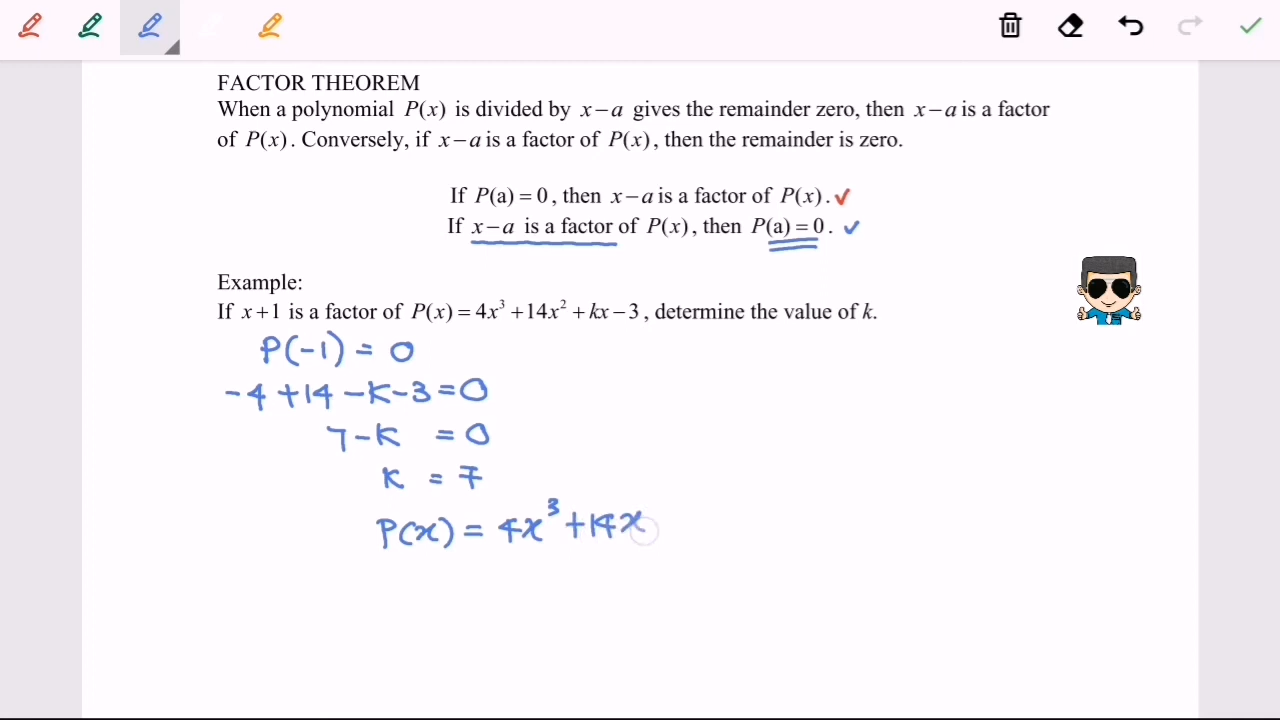 FACTOR THEOREM
When a polynomial P(x) is divided by x−a gives the remainder zero, then x−a is a factor
of P(x). Conversely, if x−a is a factor of P(x), then the remainder is zero.
If P(a)=0, then x−a is a factor of P(x). ✓
If x−a is a factor of P(x), then P(a)=0. ✓
Example:
If x+1 is a factor of P(x)=4x³+14x²+kx−3, determine the value of k.
P(-1) = 0
-4 +14 -K-3=0
7-K = 0
K = 7
P(x) = 4x³+14x